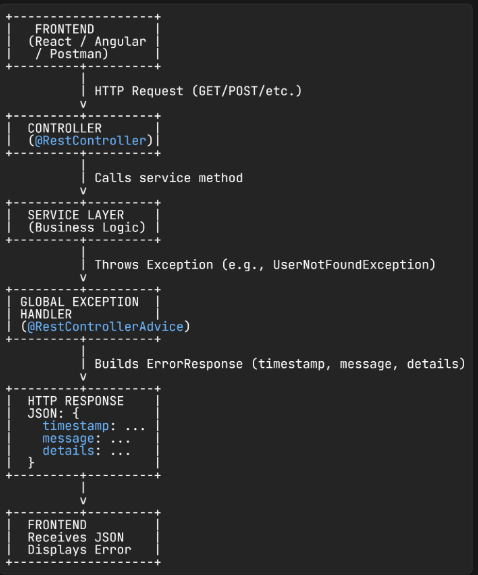 FRONTEND
(React / Angular
/ Postman)
HTTP Request (GET/POST/etc.)
v
CONTROLLER
(@RestController)
Calls service method
v
SERVICE LAYER
(Business Logic)
Throws Exception (e.g., UserNotFoundException)
v
GLOBAL EXCEPTION
HANDLER
(@RestControllerAdvice)
Builds ErrorResponse (timestamp, message, details)
v
HTTP RESPONSE
JSON: {
timestamp: ...
message: ...
details: ...
}
v
FRONTEND
Receives JSON
Displays Error